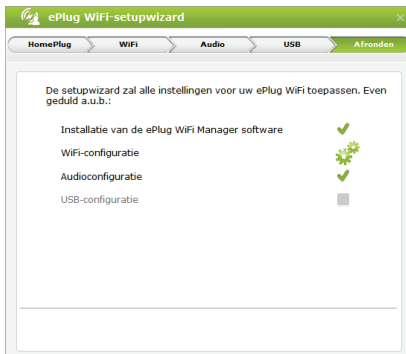 ePlug WiFi-setupwizard
HomePlug
WiFi
Audio
USB
Afronden
De setupwizard zal alle instellingen voor uw ePlug WiFi toepassen. Even
geduld a.u.b.:
Installatie van de ePlug WiFi Manager software
WiFi-configuratie
Audioconfiguratie
USB-configuratie